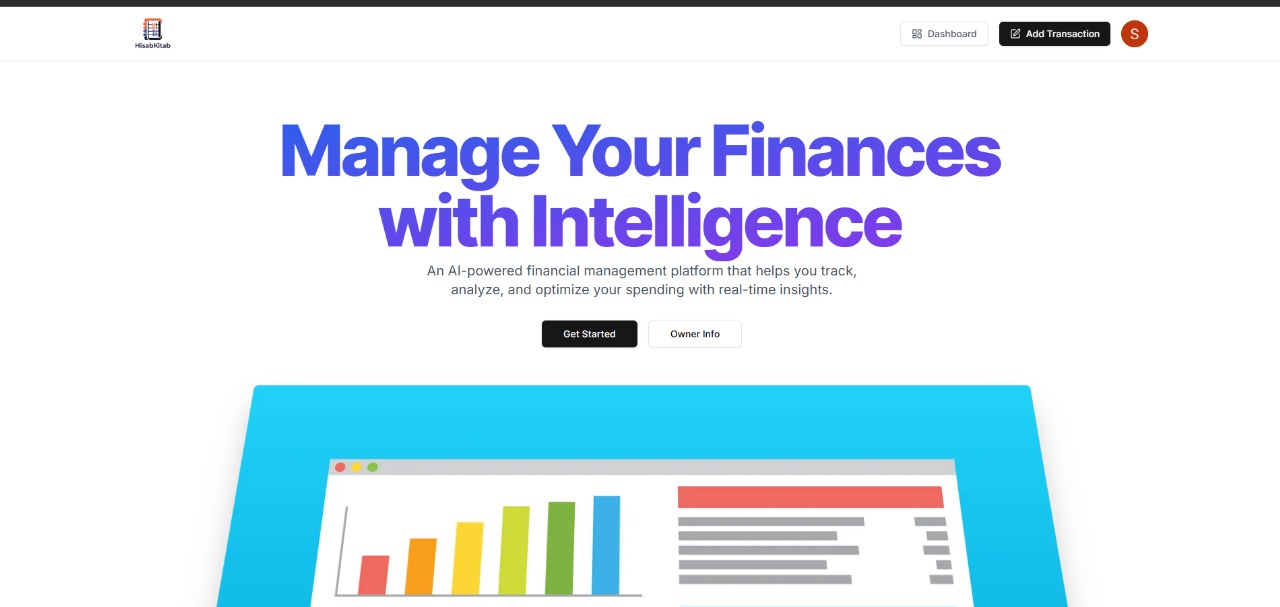 HisabKitab
Dashboard
Add Transaction
S
Manage Your Finances
with Intelligence
An AI-powered financial management platform that helps you track,
analyze, and optimize your spending with real-time insights.
Get Started
Owner Info